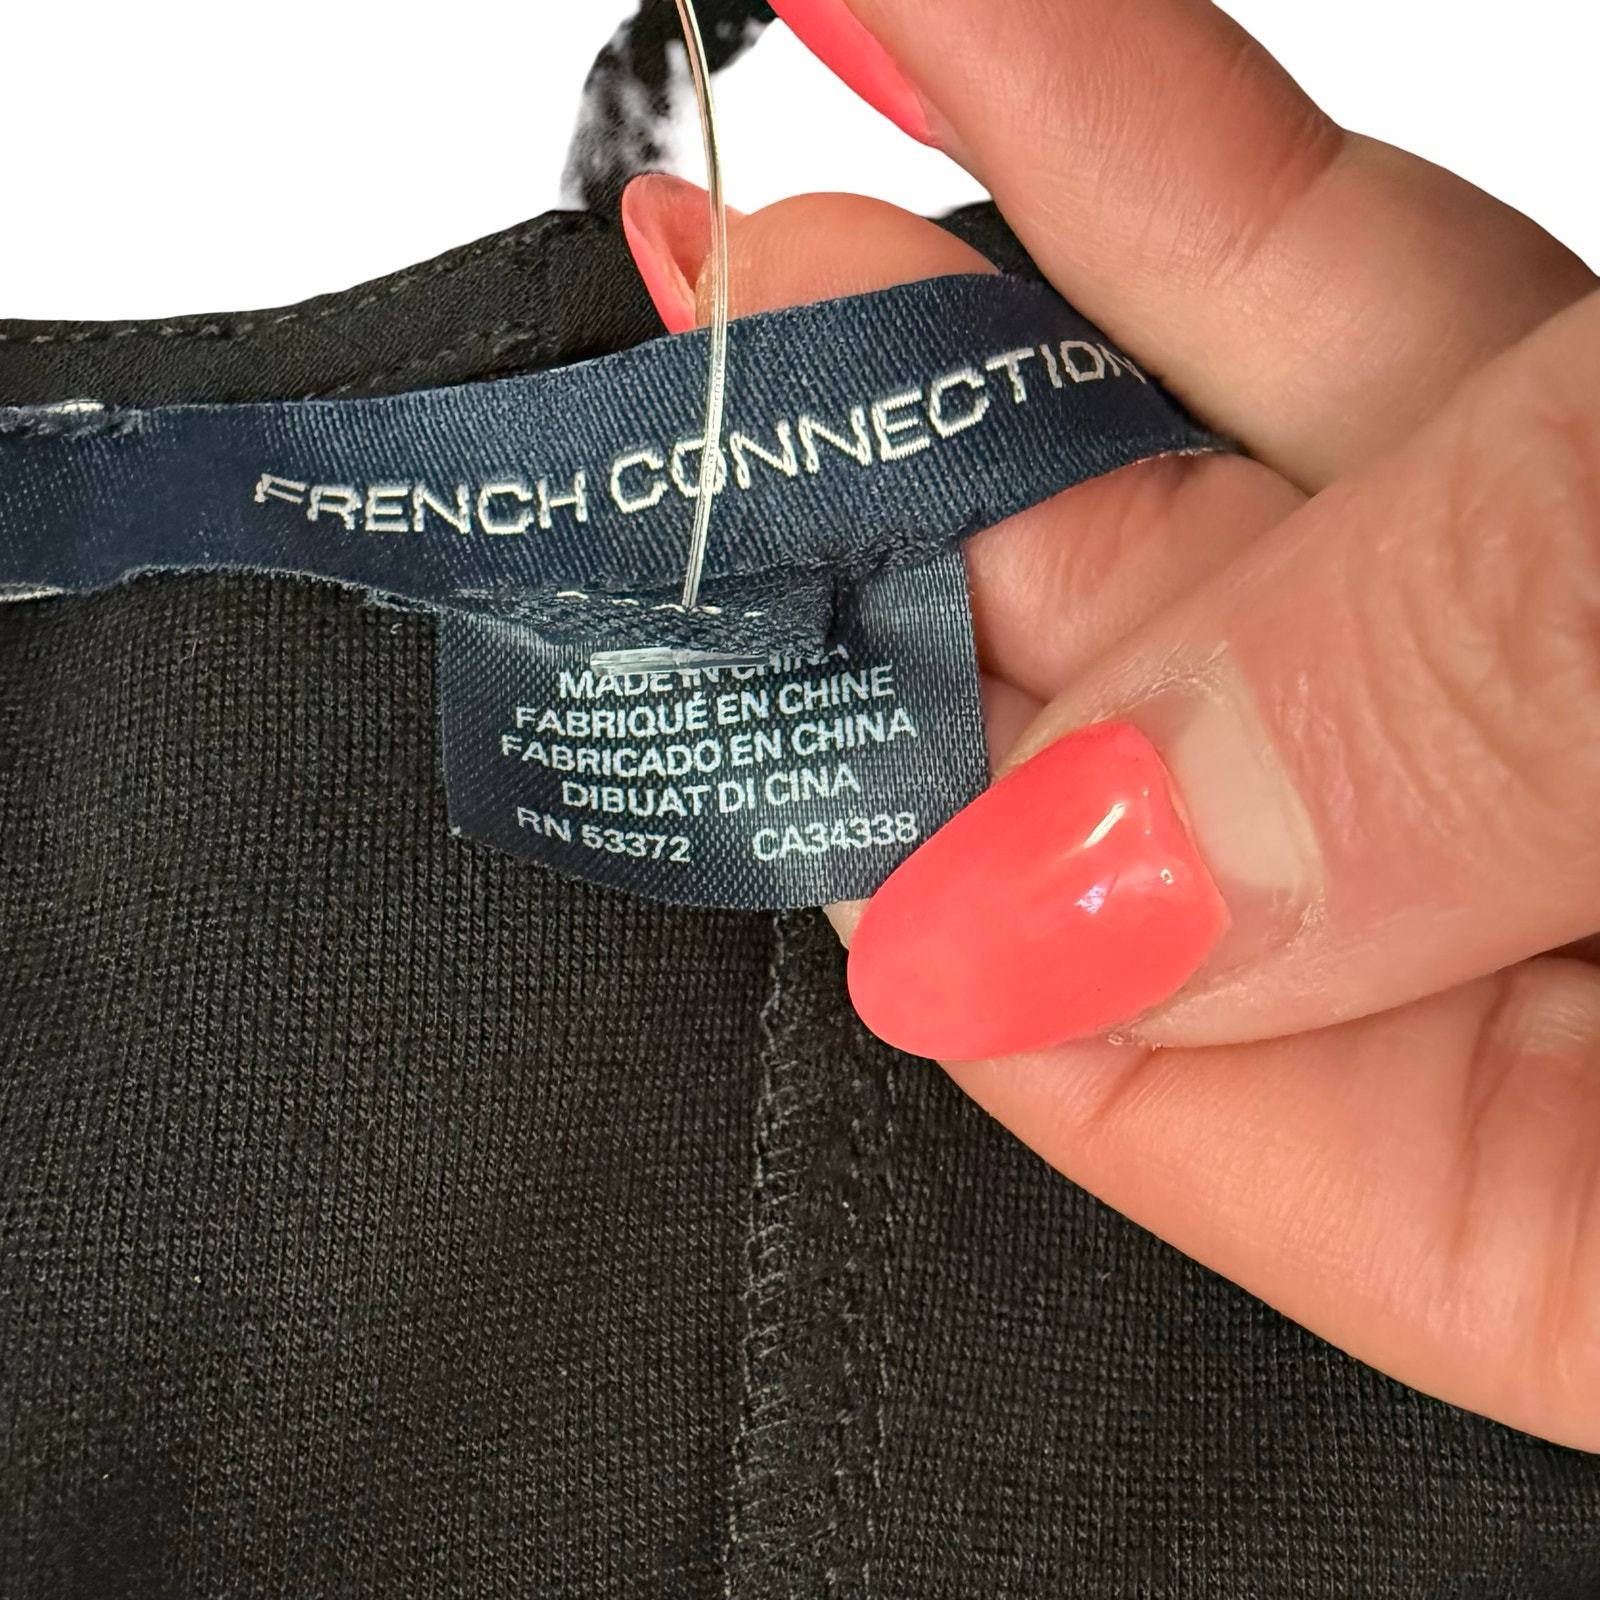 FRENCH CONNECTION
MADE IN CHINA
FABRIQUÉ EN CHINE
FABRICADO EN CHINA
DIBUAT DI CINA
RN 53372 CA34338